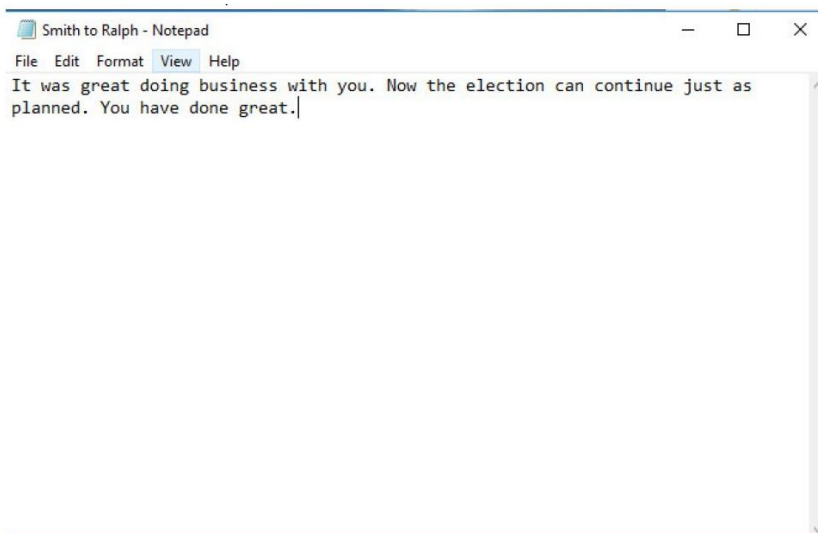 Smith to Ralph - Notepad
File Edit Format View Help
It was great doing business with you. Now the election can continue just as
planned. You have done great.